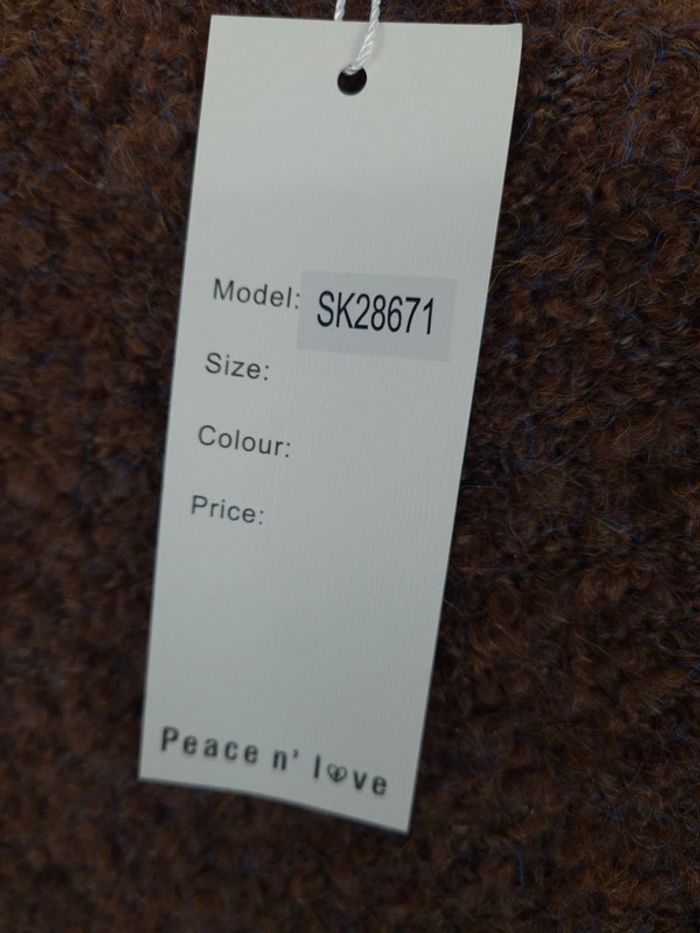 Model: SK28671
Size:
Colour:
Price:
Peace n' love